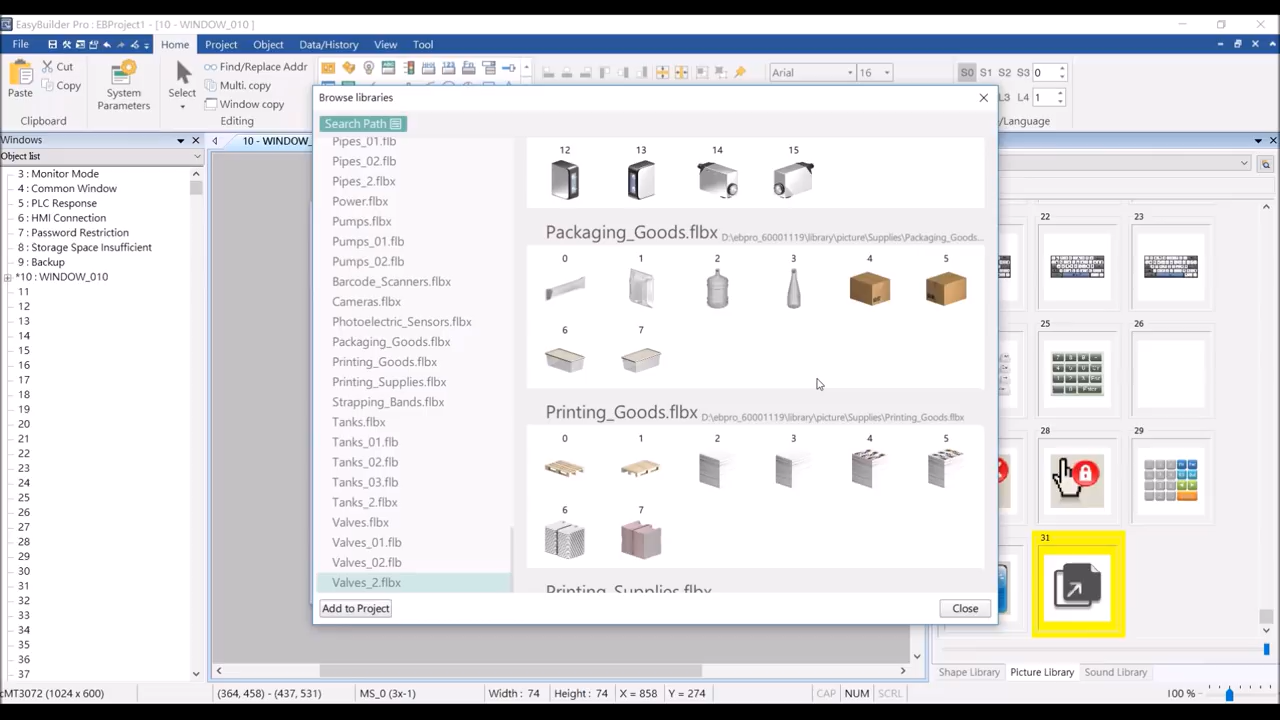 EasyBuilder Pro : EBProject1 - [10 - WINDOW_010 ]
File Home Project Object Data/History View Tool
Paste Cut Copy
Clipboard
System Parameters
Select
Find/Replace Addr
Multi. copy
Window copy
Editing
Arial 16
S0 S1 S2 S3 0
L3 L4 1
/Language
Windows
Object list
3 : Monitor Mode
4 : Common Window
5 : PLC Response
6 : HMI Connection
7 : Password Restriction
8 : Storage Space Insufficient
9 : Backup
*10 : WINDOW_010
11
12
13
14
15
16
17
18
19
20
21
22
23
24
25
26
27
28
29
30
31
32
33
34
35
36
37
10 - WINDOW_
Browse libraries
Search Path
Pipes_01.flb
Pipes_02.flb
Pipes_2.flbx
Power.flbx
Pumps.flbx
Pumps_01.flb
Pumps_02.flb
Barcode_Scanners.flbx
Cameras.flbx
Photoelectric_Sensors.flbx
Packaging_Goods.flbx
Printing_Goods.flbx
Printing_Supplies.flbx
Strapping_Bands.flbx
Tanks.flbx
Tanks_01.flb
Tanks_02.flb
Tanks_03.flb
Tanks_2.flbx
Valves.flbx
Valves_01.flb
Valves_02.flb
Valves_2.flbx
12 13 14 15
Packaging_Goods.flbx D:\ebpro_60001119\library\picture\Supplies\Packaging_Goods...
0 1 2 3 4 5
6 7
Printing_Goods.flbx D:\ebpro_60001119\library\picture\Supplies\Printing_Goods.flbx
0 1 2 3 4 5
6 7
Printing_Supplies.flbx
Add to Project
Close
22 23
25 26
28 29
31
Shape Library Picture Library Sound Library
cMT3072 (1024 x 600) (364, 458) - (437, 531) MS_0 (3x-1) Width : 74 Height : 74 X = 858 Y = 274 CAP NUM SCRL 100 %